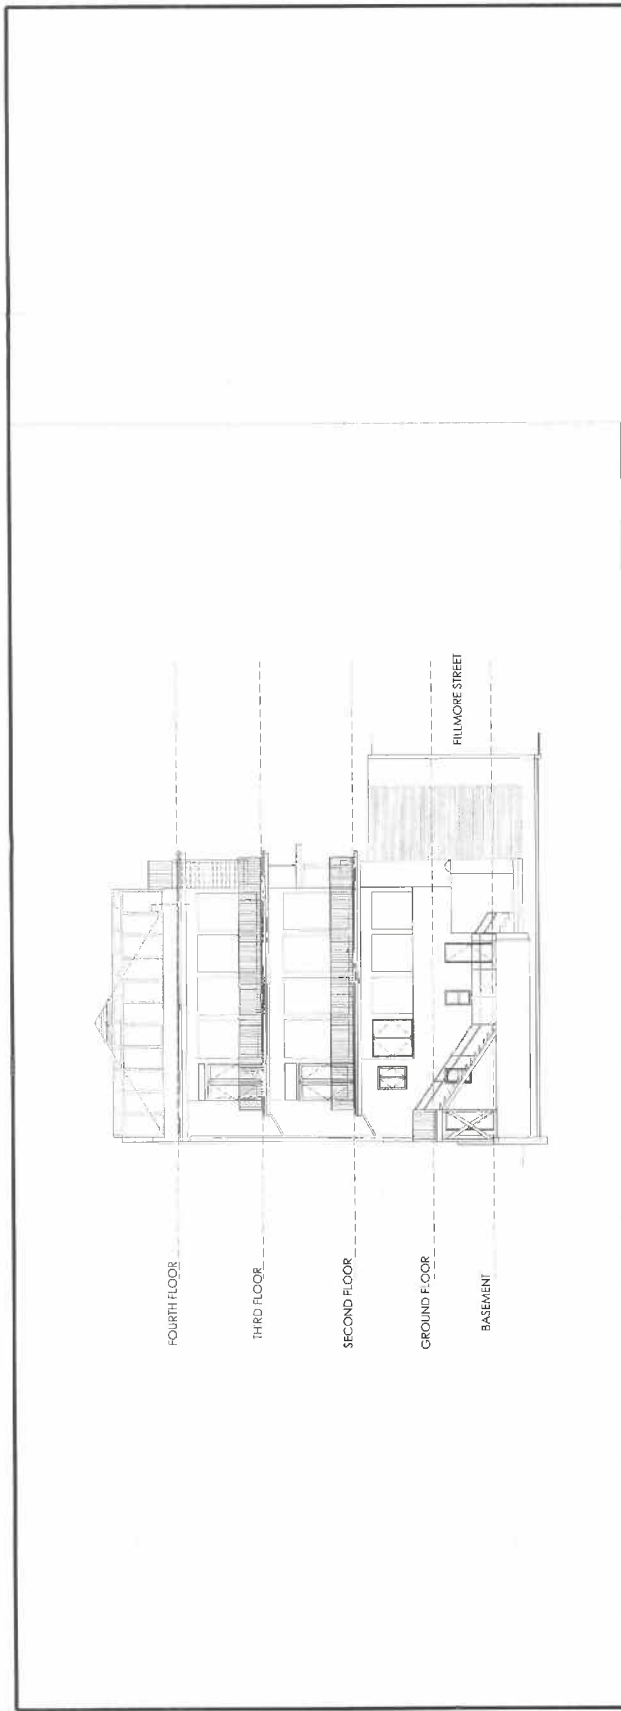 FOURTH FLOOR
THIRD FLOOR
SECOND FLOOR
GROUND FLOOR
BASEMENT
FILLMORE STREET